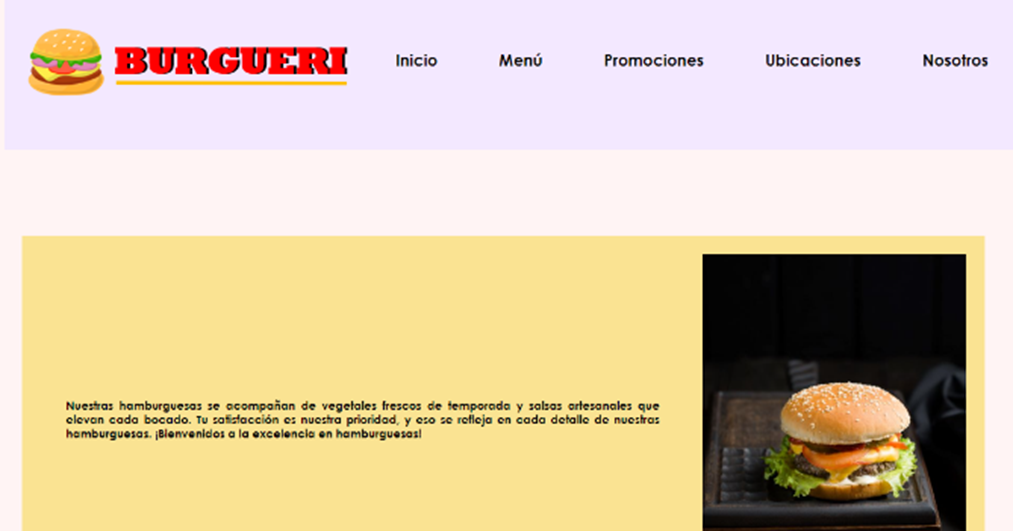 BURGUERI
Inicio Menú Promociones Ubicaciones Nosotros
Nuestras hamburguesas se acompañan de vegetales frescos de temporada y salsas artesanales que
elevan cada bocado. Tu satisfacción es nuestra prioridad, y eso se refleja en cada detalle de nuestras
hamburguesas. ¡Bienvenidos a la excelencia en hamburguesas!